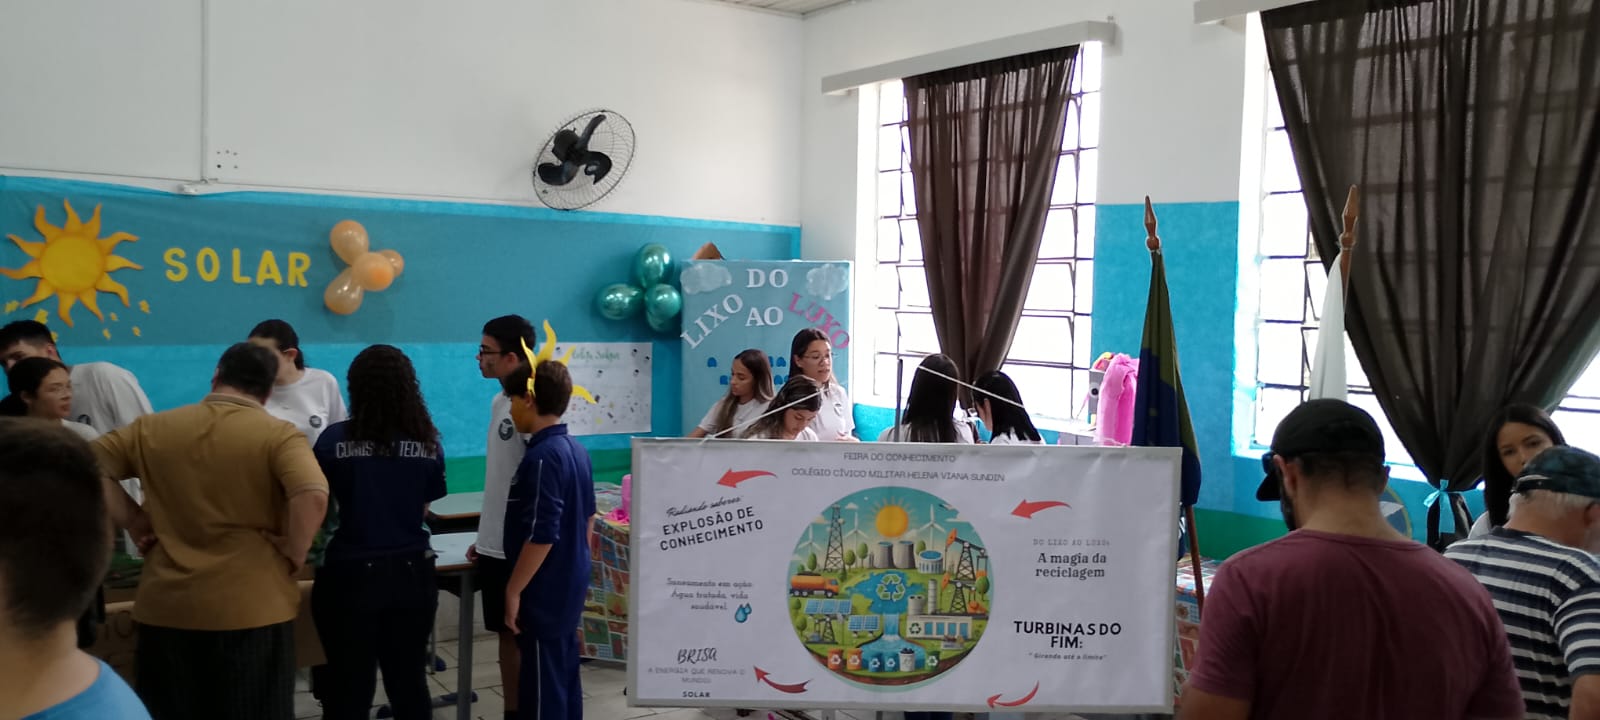 SOLAR
DO
LIXO
AO
LUXO
COMISSÃO TÉCNICA
FEIRA DO CONHECIMENTO
COLÉGIO CÍVICO MILITAR HELENA VIANA SUNDIN
Radiando saberes:
EXPLOSÃO DE
CONHECIMENTO
Saneamento em ação:
Água tratada, vida
saudável
BRISA
A ENERGIA QUE RENOVA O
MUNDO!
SOLAR
DO LIXO AO LUXO:
A magia da
reciclagem
TURBINAS DO
FIM:
" Girando até o limite"